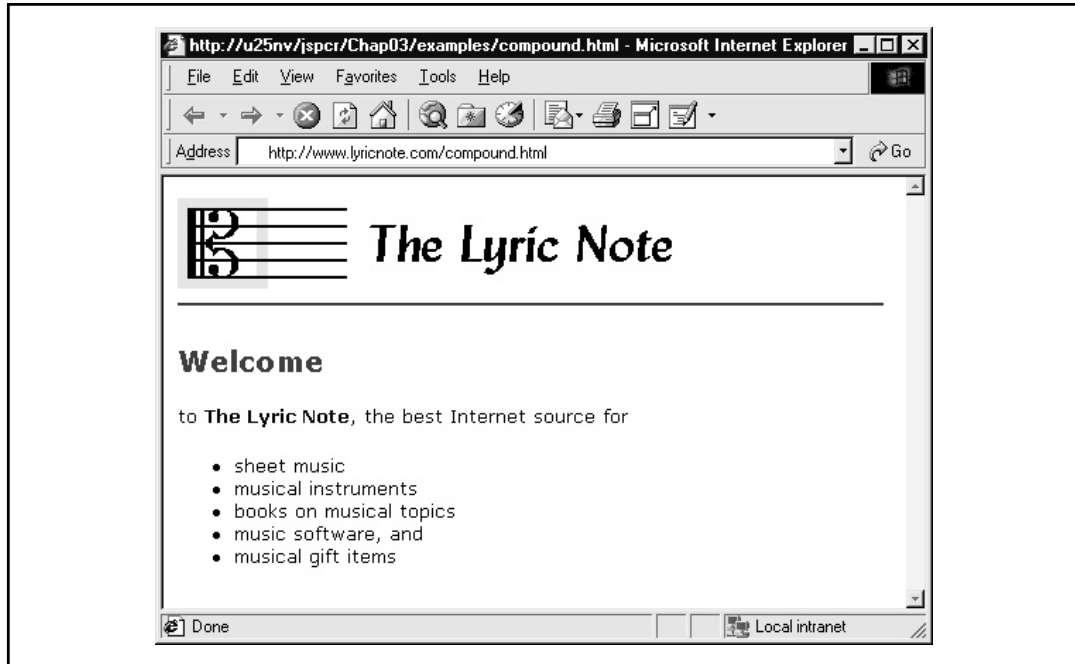 http://u25nv/jspcr/Chap03/examples/compound.html - Microsoft Internet Explorer
File Edit View Favorites Tools Help
Address http://www.lyricnote.com/compound.html Go
The Lyric Note
Welcome
to The Lyric Note, the best Internet source for
• sheet music
• musical instruments
• books on musical topics
• music software, and
• musical gift items
Done Local intranet